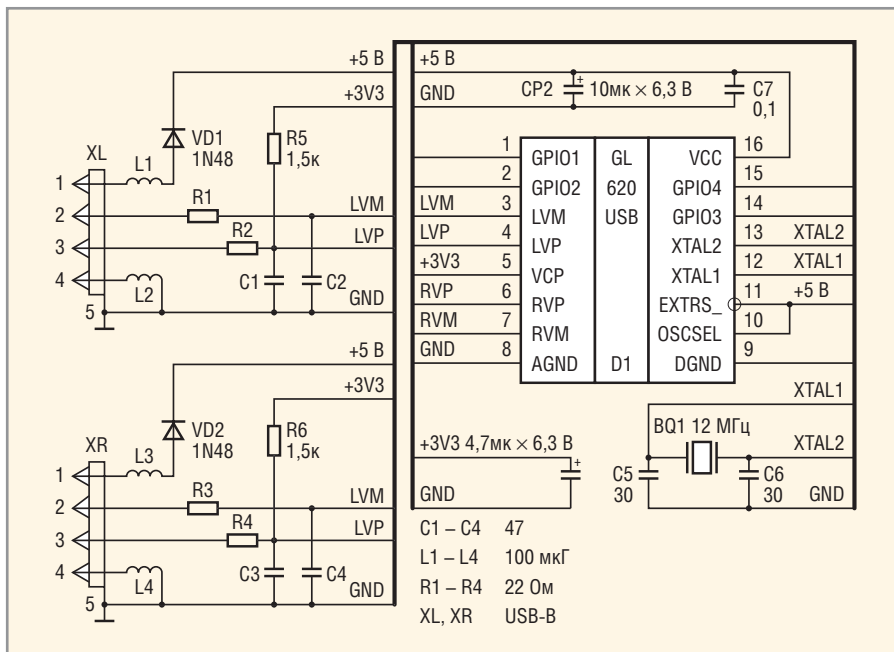 +5 В
+3V3
R5
1,5к
VD1
1N48
XL
L1
1
2
R1
LVM
3
R2
LVP
4
L2
C1
C2
5
GND
+5 В
+3V3
R6
1,5к
VD2
1N48
XR
L3
1
2
R3
LVM
3
R4
LVP
4
L4
C3
C4
5
GND
+5 В
GND
CP2
+
10мк × 6,3 В
C7
0,1
1 GPIO1 GL VCC 16
2 GPIO2 620 GPIO4 15
LVM 3 LVM USB GPIO3 14
LVP 4 LVP XTAL2 13 XTAL2
+3V3 5 VCP XTAL1 12 XTAL1
RVP 6 RVP EXTRS_ 11 +5 В
RVM 7 RVM OSCSEL 10
GND 8 AGND D1 DGND 9
XTAL1
BQ1 12 МГц
XTAL2
C5
30
C6
30
GND
+3V3 4,7мк × 6,3 В
+
GND
C1 – C4 47
L1 – L4 100 мкГ
R1 – R4 22 Ом
XL, XR USB-B